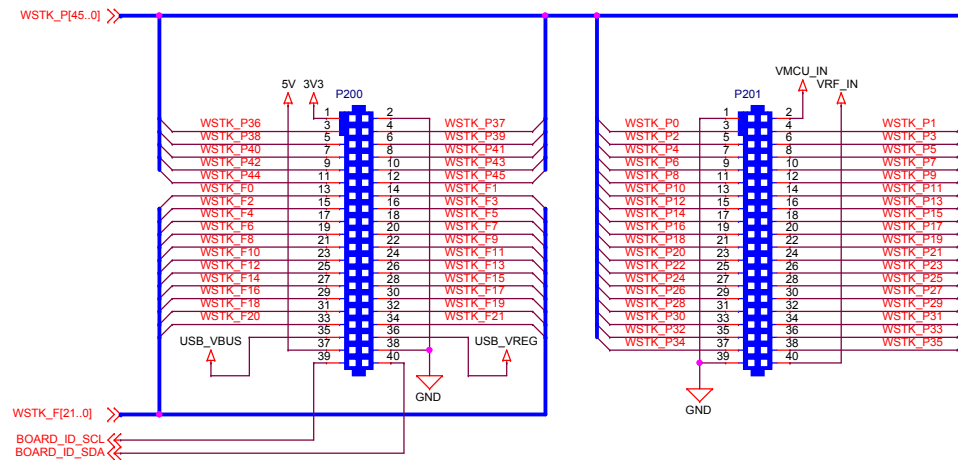 WSTK_P[45..0]
5V 3V3 P200
VMCU_IN
P201 VRF_IN
1 2 1 2
WSTK_P36 3 4 WSTK_P37 WSTK_P0 3 4 WSTK_P1
WSTK_P38 5 6 WSTK_P39 WSTK_P2 5 6 WSTK_P3
WSTK_P40 7 8 WSTK_P41 WSTK_P4 7 8 WSTK_P5
WSTK_P42 9 10 WSTK_P43 WSTK_P6 9 10 WSTK_P7
WSTK_P44 11 12 WSTK_P45 WSTK_P8 11 12 WSTK_P9
WSTK_F0 13 14 WSTK_F1 WSTK_P10 13 14 WSTK_P11
WSTK_F2 15 16 WSTK_F3 WSTK_P12 15 16 WSTK_P13
WSTK_F4 17 18 WSTK_F5 WSTK_P14 17 18 WSTK_P15
WSTK_F6 19 20 WSTK_F7 WSTK_P16 19 20 WSTK_P17
WSTK_F8 21 22 WSTK_F9 WSTK_P18 21 22 WSTK_P19
WSTK_F10 23 24 WSTK_F11 WSTK_P20 23 24 WSTK_P21
WSTK_F12 25 26 WSTK_F13 WSTK_P22 25 26 WSTK_P23
WSTK_F14 27 28 WSTK_F15 WSTK_P24 27 28 WSTK_P25
WSTK_F16 29 30 WSTK_F17 WSTK_P26 29 30 WSTK_P27
WSTK_F18 31 32 WSTK_F19 WSTK_P28 31 32 WSTK_P29
WSTK_F20 33 34 WSTK_F21 WSTK_P30 33 34 WSTK_P31
35 36 WSTK_P32 35 36 WSTK_P33
USB_VBUS 37 38 USB_VREG WSTK_P34 37 38 WSTK_P35
39 40 39 40
GND GND
WSTK_F[21..0]
BOARD_ID_SCL
BOARD_ID_SDA